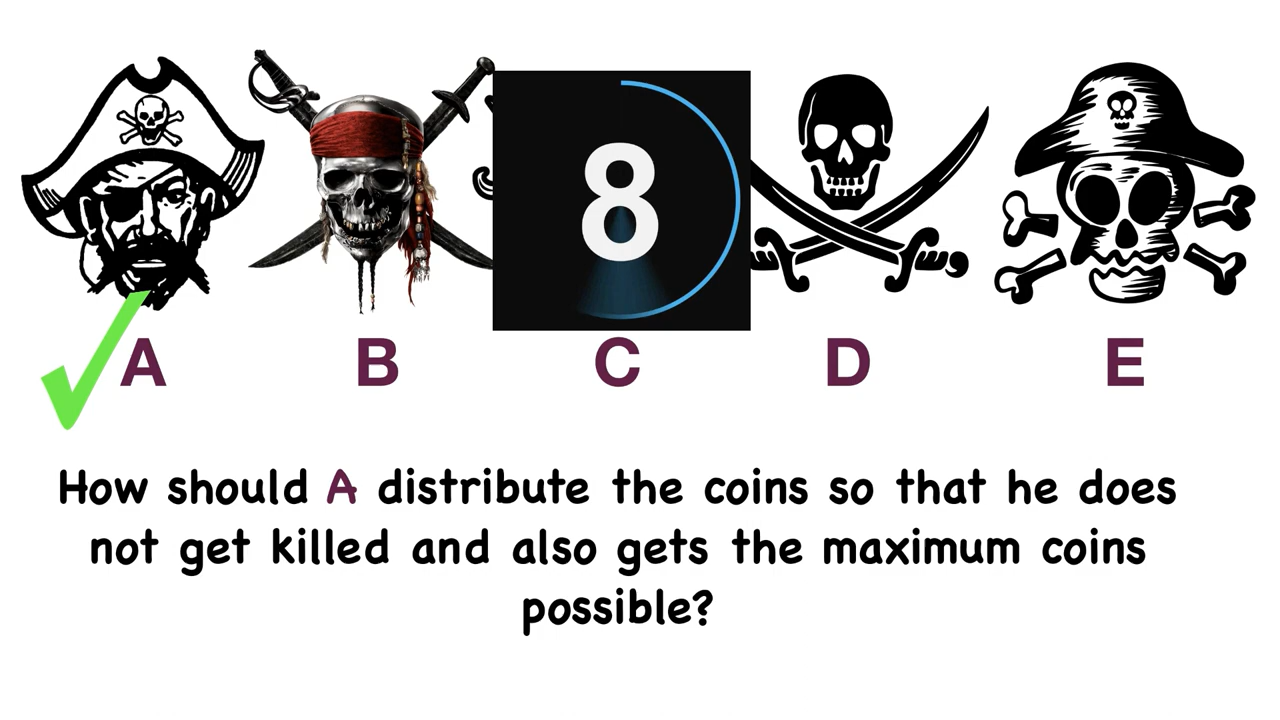 8
A B C D E
How should A distribute the coins so that he does
not get killed and also gets the maximum coins
possible?